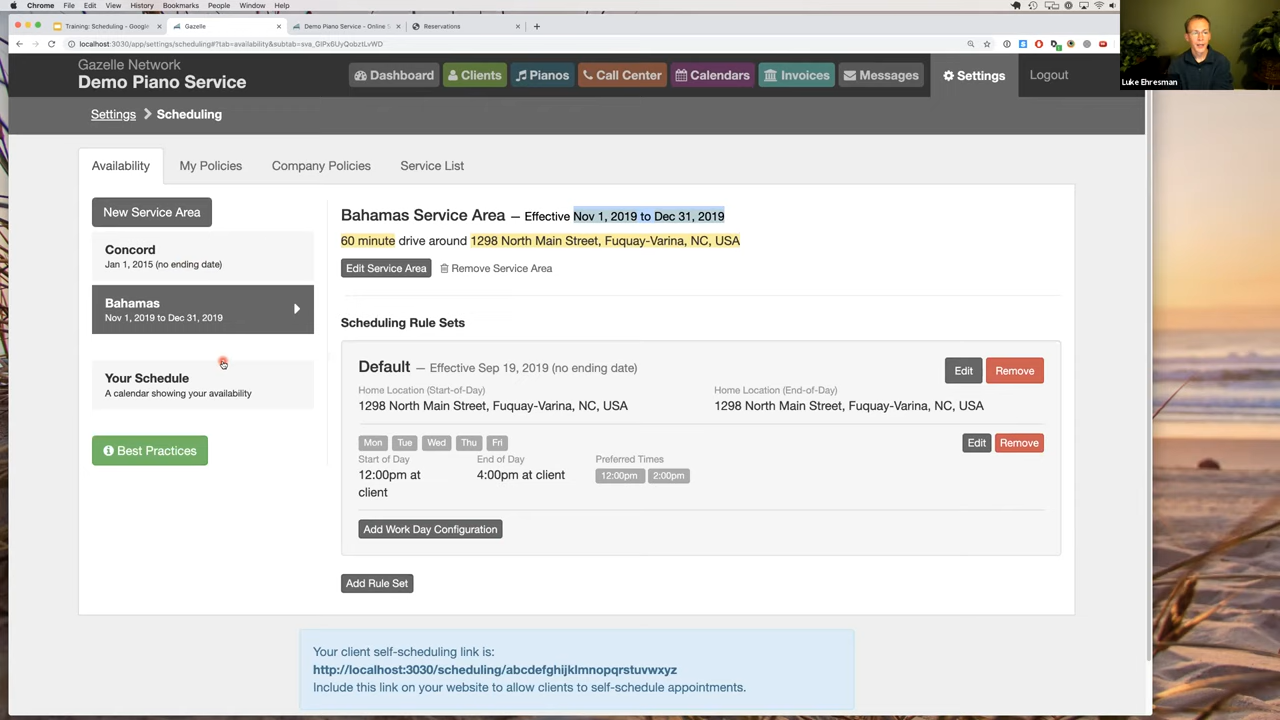 Chrome File Edit View History Bookmarks People Window Help
Training: Scheduling - Google
Gazelle
Demo Piano Service - Online
Reservations
localhost:3030/app/settings/scheduling#?tab=availability&subtab=sva_GIPx6UyQobztLvWD
Luke Ehresman
Gazelle Network
Demo Piano Service
Dashboard
Clients
Pianos
Call Center
Calendars
Invoices
Messages
Settings
Logout
Settings Scheduling
Availability
My Policies
Company Policies
Service List
New Service Area
Concord
Jan 1, 2015 (no ending date)
Bahamas
Nov 1, 2019 to Dec 31, 2019
Your Schedule
A calendar showing your availability
Best Practices
Bahamas Service Area — Effective Nov 1, 2019 to Dec 31, 2019
60 minute drive around 1298 North Main Street, Fuquay-Varina, NC, USA
Edit Service Area Remove Service Area
Scheduling Rule Sets
Default — Effective Sep 19, 2019 (no ending date)
Edit Remove
Home Location (Start-of-Day)
1298 North Main Street, Fuquay-Varina, NC, USA
Home Location (End-of-Day)
1298 North Main Street, Fuquay-Varina, NC, USA
Mon Tue Wed Thu Fri
Edit Remove
Start of Day
12:00pm at
client
End of Day
4:00pm at client
Preferred Times
12:00pm 2:00pm
Add Work Day Configuration
Add Rule Set
Your client self-scheduling link is:
http://localhost:3030/scheduling/abcdefghijklmnopqrstuvwxyz
Include this link on your website to allow clients to self-schedule appointments.